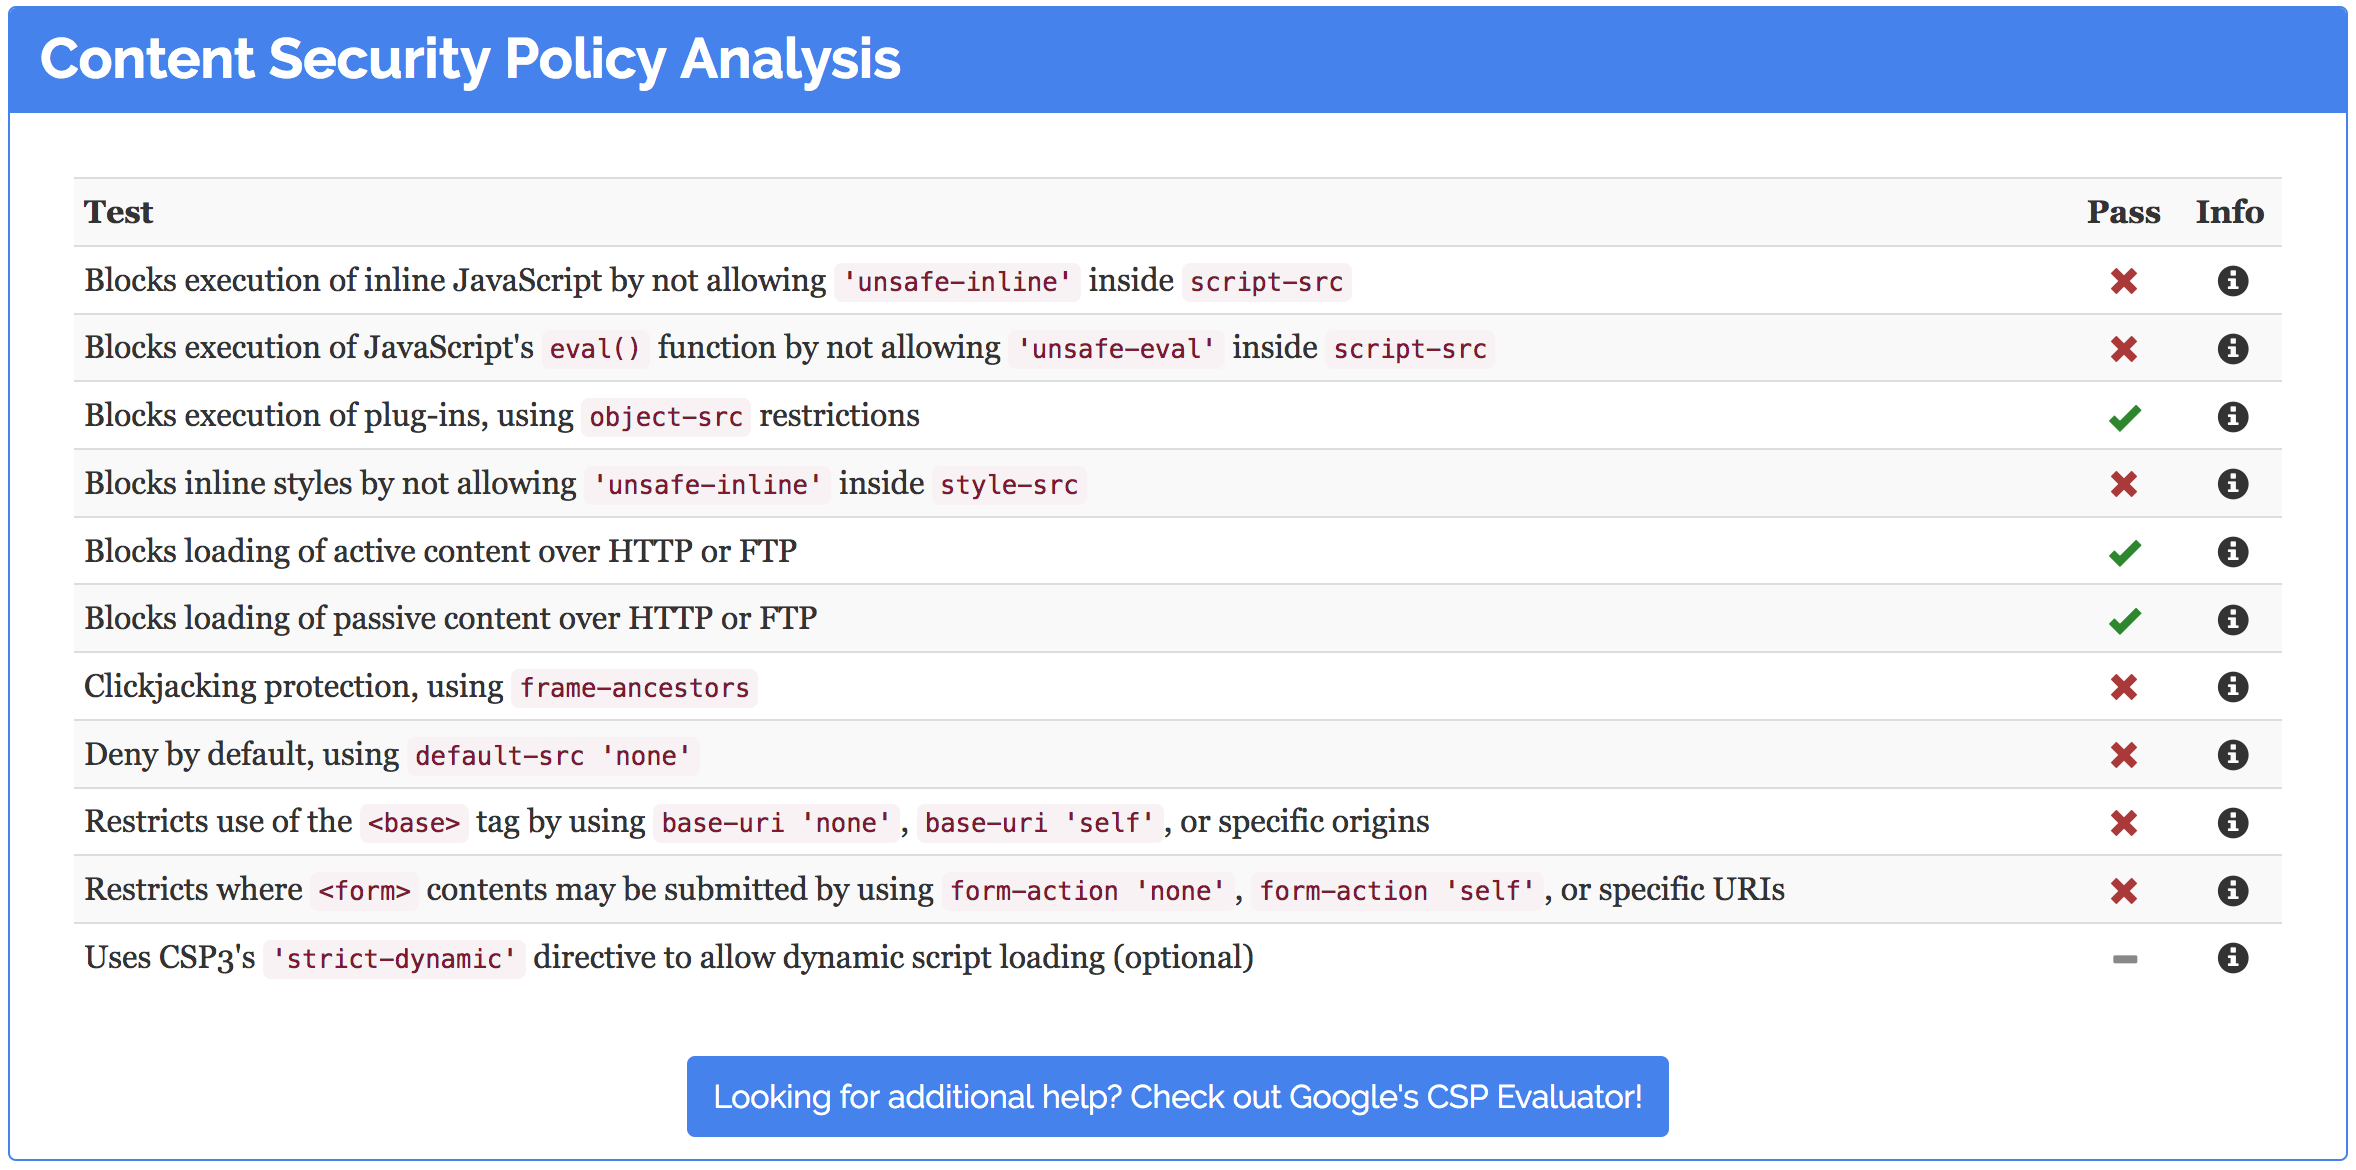 Content Security Policy Analysis
Test Pass Info
Blocks execution of inline JavaScript by not allowing 'unsafe-inline' inside script-src
Blocks execution of JavaScript's eval() function by not allowing 'unsafe-eval' inside script-src
Blocks execution of plug-ins, using object-src restrictions
Blocks inline styles by not allowing 'unsafe-inline' inside style-src
Blocks loading of active content over HTTP or FTP
Blocks loading of passive content over HTTP or FTP
Clickjacking protection, using frame-ancestors
Deny by default, using default-src 'none'
Restricts use of the <base> tag by using base-uri 'none', base-uri 'self', or specific origins
Restricts where <form> contents may be submitted by using form-action 'none', form-action 'self', or specific URIs
Uses CSP3's 'strict-dynamic' directive to allow dynamic script loading (optional)
Looking for additional help? Check out Google's CSP Evaluator!